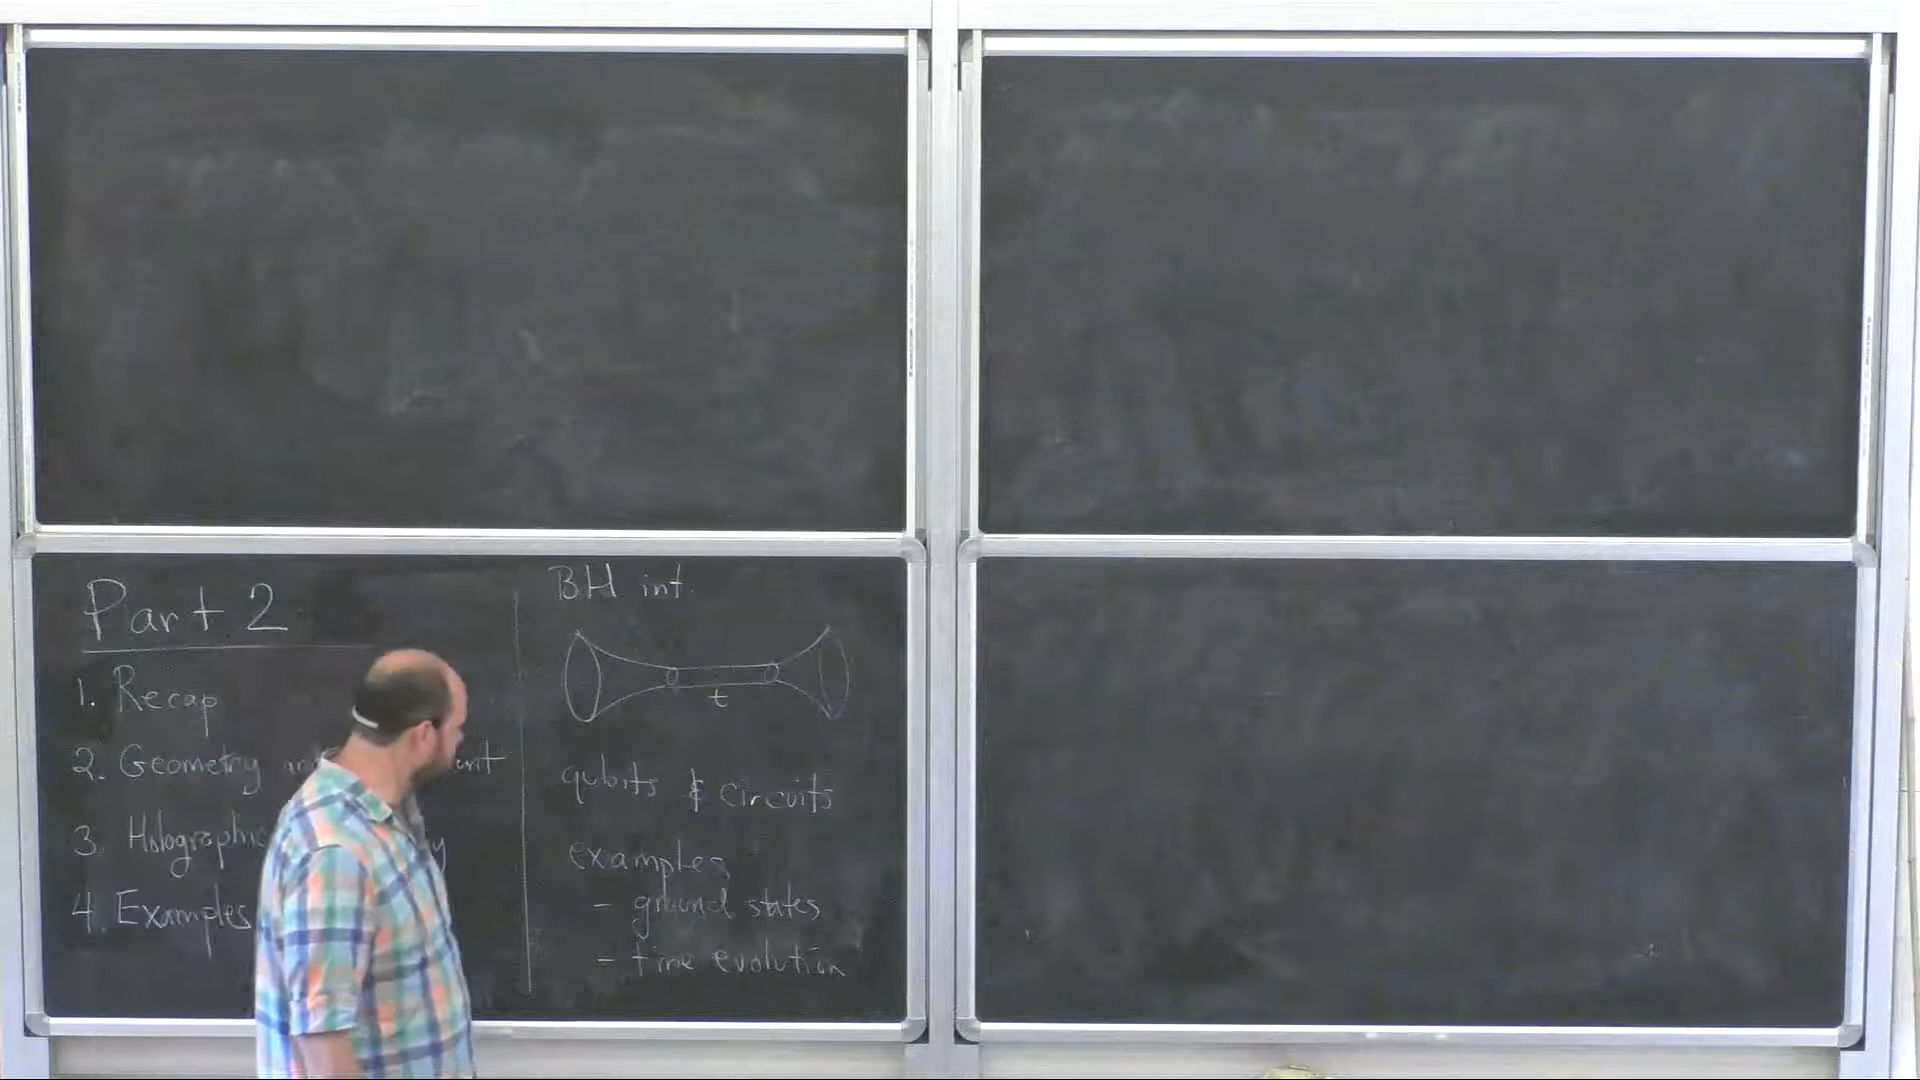 Part 2
1. Recap
2. Geometry
3. Holographic
4. Examples
BH int.
t
qubits & circuits
examples
- ground states
- time evolution